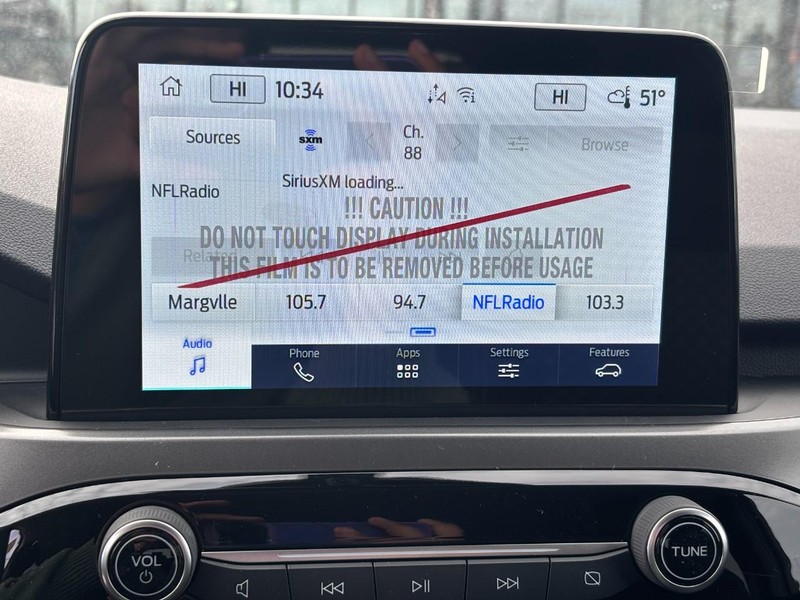 HI 10:34 HI 51°
Sources sxm Ch. 88 Browse
NFLRadio
SiriusXM loading...
!!! CAUTION !!!
DO NOT TOUCH DISPLAY DURING INSTALLATION
Related
THIS FILM IS TO BE REMOVED BEFORE USAGE
Margvlle 105.7 94.7 NFLRadio 103.3
Audio Phone Apps Settings Features
VOL TUNE